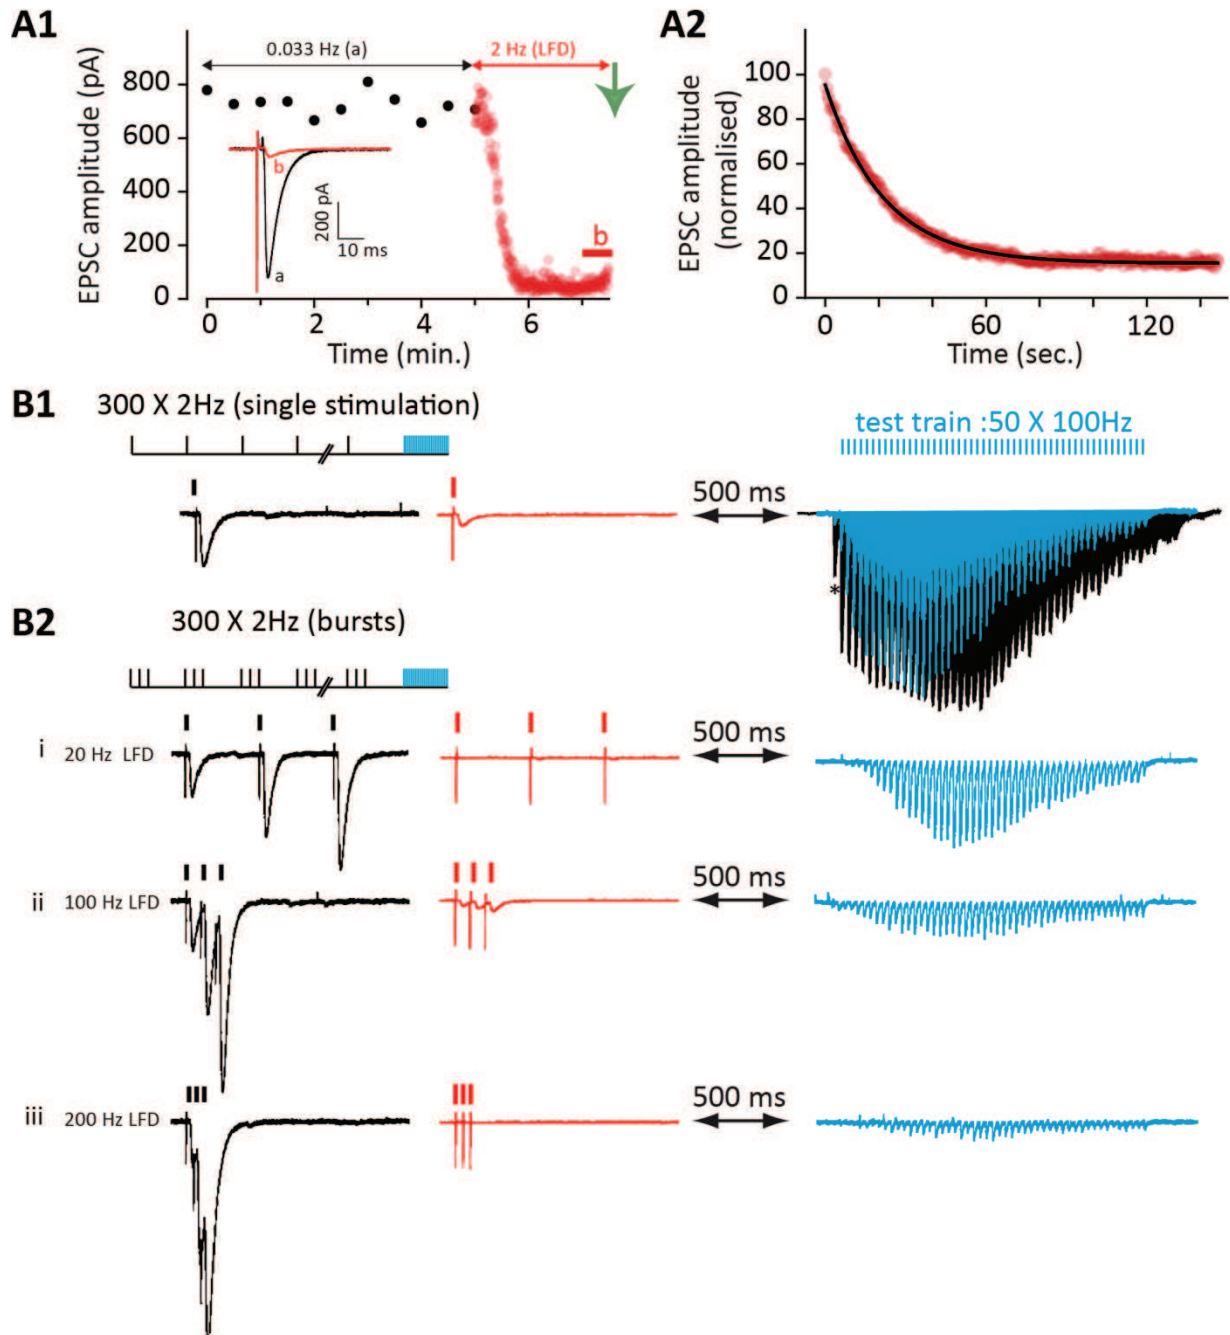 A1
0.033 Hz (a)
2 Hz (LFD)
EPSC amplitude (pA)
800
600
400
200
0
b
a
200 pA
10 ms
b
0
2
4
6
Time (min.)
A2
EPSC amplitude
(normalised)
100
80
60
40
20
0
0
60
120
Time (sec.)
B1
300 X 2Hz (single stimulation)
test train :50 X 100Hz
500 ms
*
B2
300 X 2Hz (bursts)
i
20 Hz LFD
500 ms
ii
100 Hz LFD
500 ms
iii
200 Hz LFD
500 ms